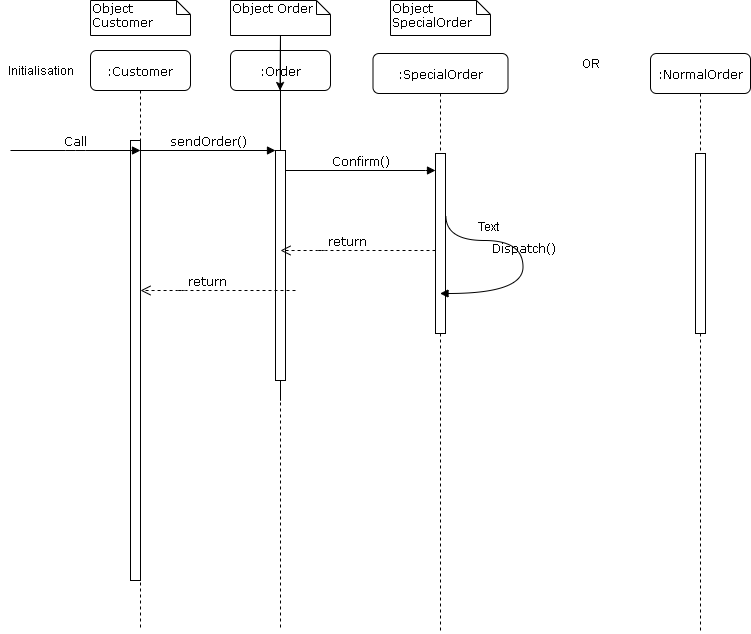 Object
Customer
Object Order
Object
SpecialOrder
Initialisation
:Customer
:Order
:SpecialOrder
OR
:NormalOrder
Call
sendOrder()
Confirm()
Text
Dispatch()
return
return